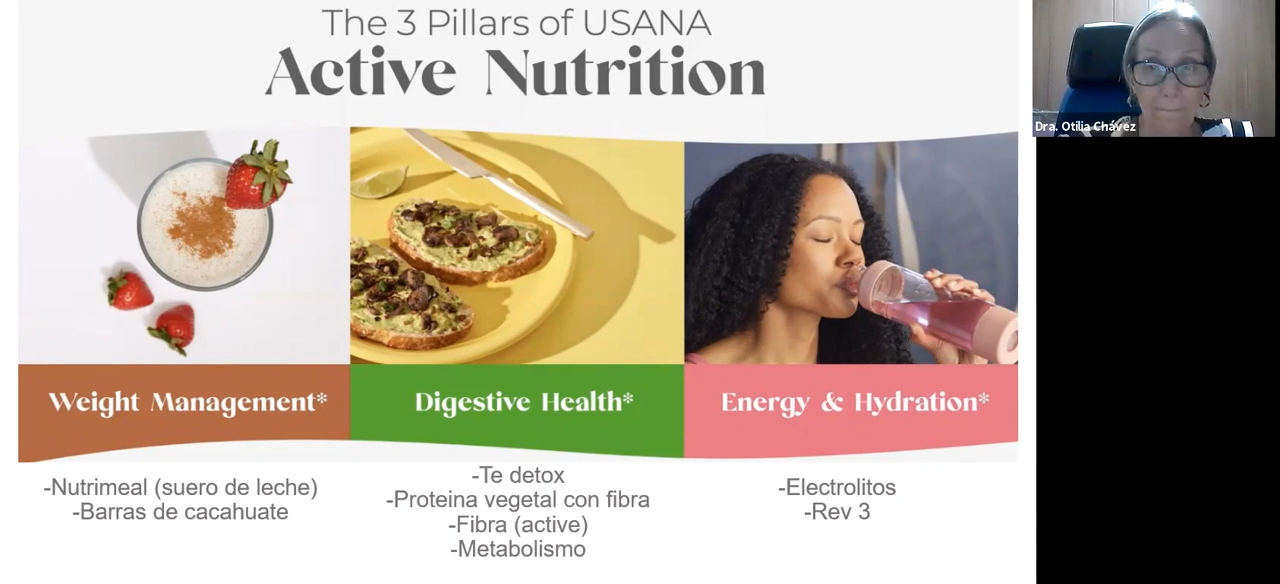 The 3 Pillars of USANA
Active Nutrition
Dra. Otilia Chávez
Weight Management*
Digestive Health*
Energy & Hydration*
-Nutrimeal (suero de leche)
-Barras de cacahuate
-Te detox
-Proteina vegetal con fibra
-Fibra (active)
-Metabolismo
-Electrolitos
-Rev 3